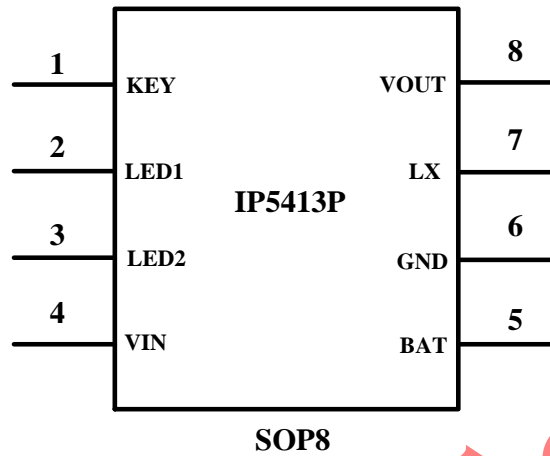 1 KEY VOUT 8
2 LED1 LX 7
IP5413P
3 LED2 GND 6
4 VIN BAT 5
SOP8